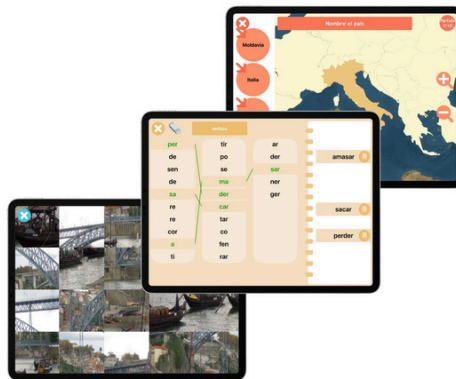 Nombre el país
Moldavia
Italia
verbos
per tir ar
de po der
sen se sar
de ma ner
sa der ger
re car
re tar
cor co
a fen
ti rar
amasar
sacar
perder